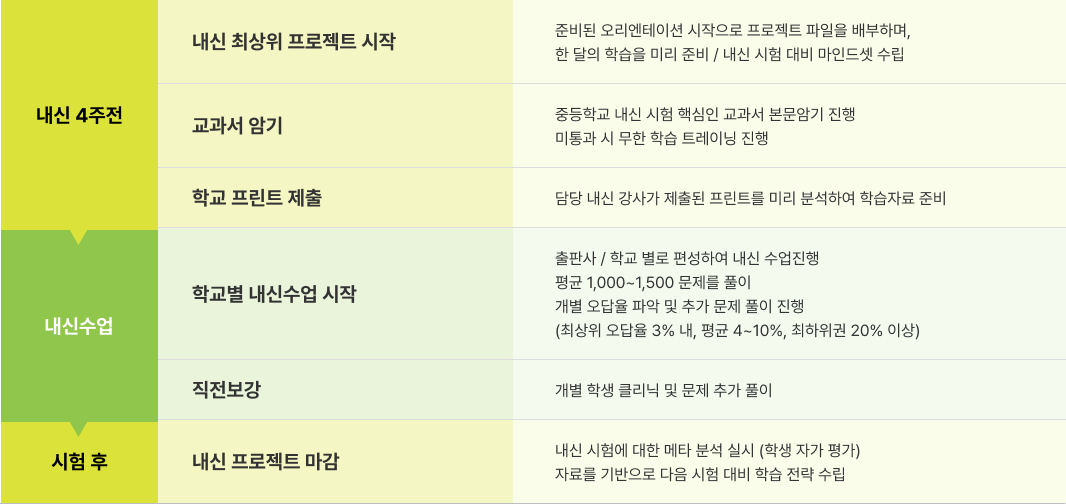 내신 4주전
내신 최상위 프로젝트 시작
준비된 오리엔테이션 시작으로 프로젝트 파일을 배부하며,
한 달의 학습을 미리 준비 / 내신 시험 대비 마인드셋 수립
교과서 암기
중등학교 내신 시험 핵심인 교과서 본문암기 진행
미통과 시 무한 학습 트레이닝 진행
학교 프린트 제출
담당 내신 강사가 제출된 프린트를 미리 분석하여 학습자료 준비
내신수업
학교별 내신수업 시작
출판사 / 학교 별로 편성하여 내신 수업진행
평균 1,000~1,500 문제를 풀이
개별 오답율 파악 및 추가 문제 풀이 진행
(최상위 오답율 3% 내, 평균 4~10%, 최하위권 20% 이상)
직전보강
개별 학생 클리닉 및 문제 추가 풀이
시험 후
내신 프로젝트 마감
내신 시험에 대한 메타 분석 실시 (학생 자가 평가)
자료를 기반으로 다음 시험 대비 학습 전략 수립